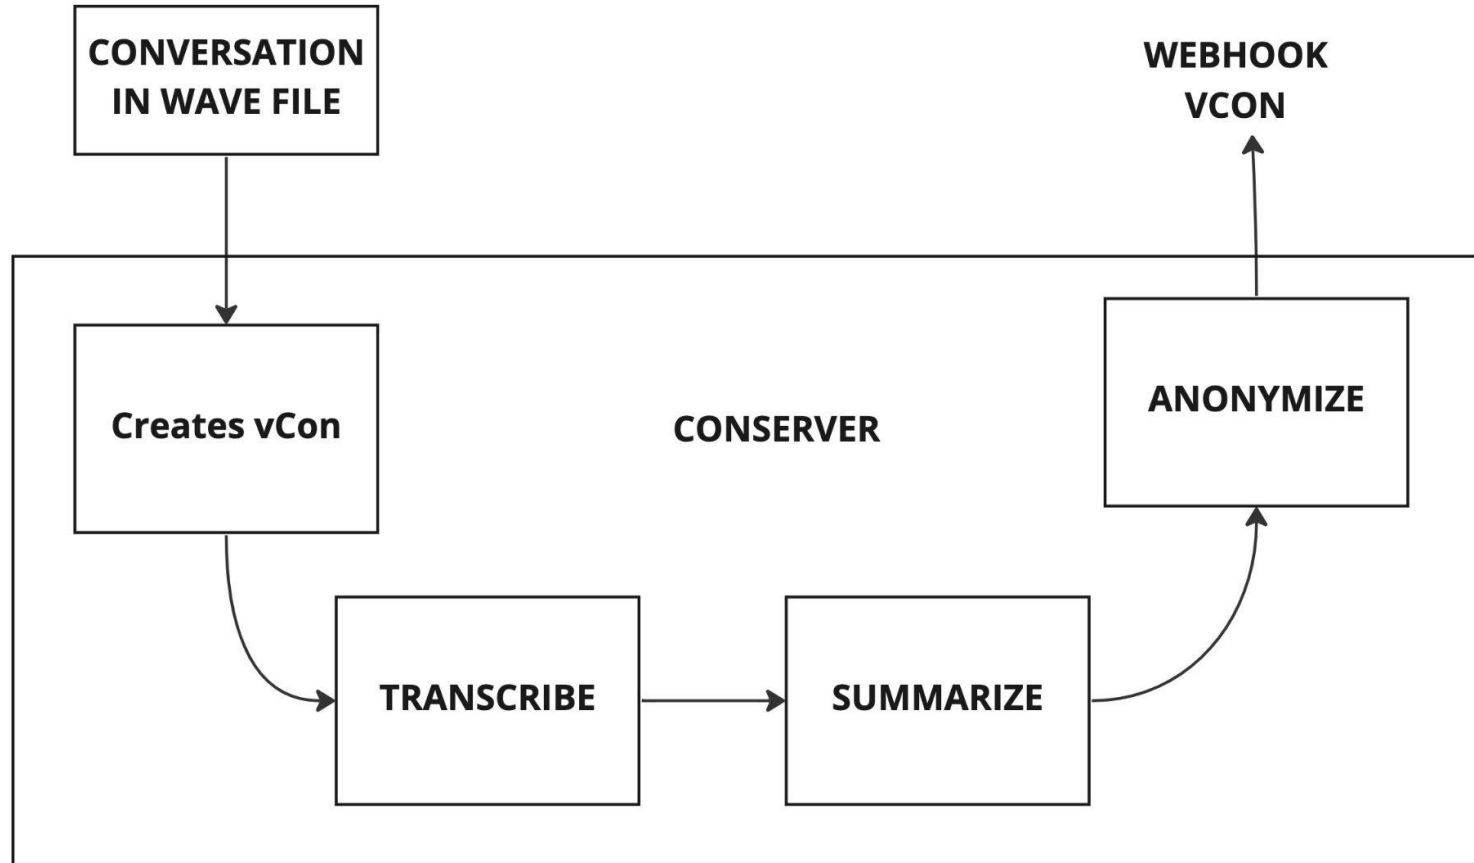 CONVERSATION
IN WAVE FILE
WEBHOOK
VCON
Creates vCon
CONSERVER
ANONYMIZE
TRANSCRIBE
SUMMARIZE